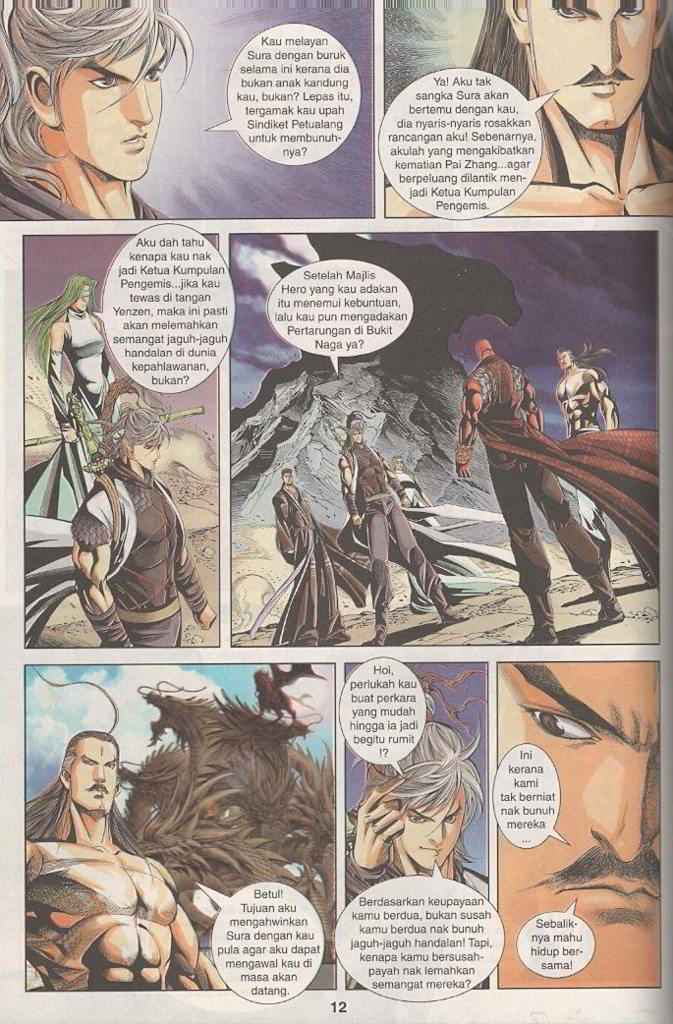 Kau melayan
Sura dengan buruk
selama ini kerana dia
bukan anak kandung
kau, bukan? Lepas itu,
tergamak kau upah
Sindiket Petualang
untuk membunuh-
nya?
Ya! Aku tak
sangka Sura akan
bertemu dengan kau,
dia nyaris-nyaris rosakkan
rancangan aku! Sebenarnya,
akulah yang mengakibatkan
kematian Pai Zhang...agar
berpeluang dilantik men-
jadi Ketua Kumpulan
Pengemis.
Aku dah tahu
kenapa kau nak
jadi Ketua Kumpulan
Pengemis...jika kau
tewas di tangan
Yenzen, maka ini pasti
akan melemahkan
semangat jaguh-jaguh
handalan di dunia
kepahlawanan,
bukan?
Setelah Majlis
Hero yang kau adakan
itu menemui kebuntuan,
lalu kau pun mengadakan
Pertarungan di Bukit
Naga ya?
Betul!
Tujuan aku
mengahwinkan
Sura dengan kau
pula agar aku dapat
mengawal kau di
masa akan
datang.
Hoi,
perlukah kau
buat perkara
yang mudah
hingga ia jadi
begitu rumit
!?
Berdasarkan keupayaan
kamu berdua, bukan susah
kamu berdua nak bunuh
jaguh-jaguh handalan! Tapi,
kenapa kamu bersusah-
payah nak lemahkan
semangat mereka?
Ini
kerana
kami
tak berniat
nak bunuh
mereka
...
Sebalik-
nya mahu
hidup ber-
sama!
12